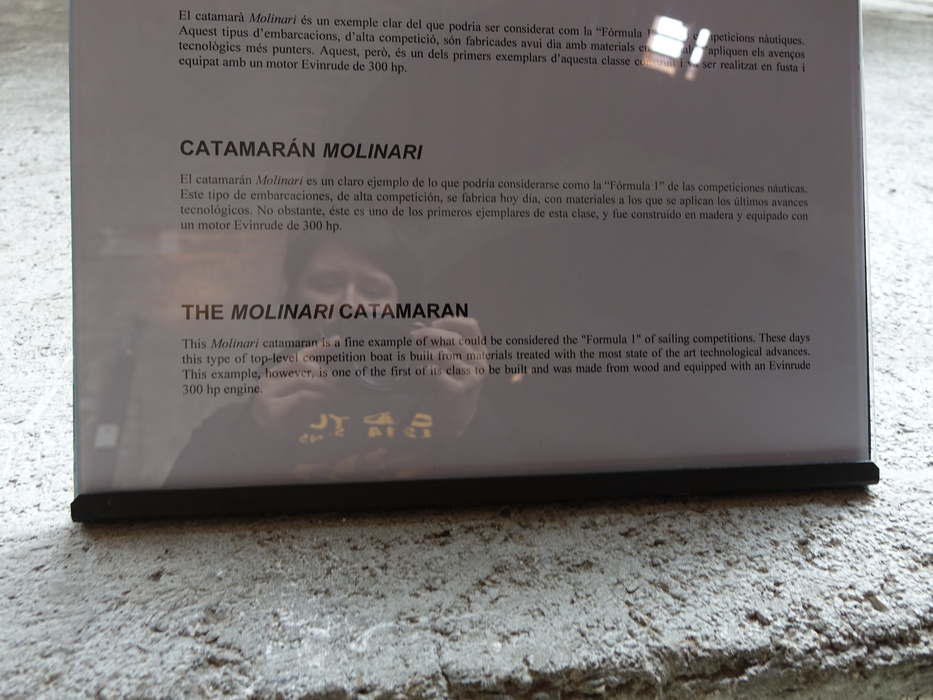 El catamarà Molinari és un exemple clar del que podria ser considerat com la “Fórmula competicions nàutiques.
Aquest tipus d’embarcacions, d’alta competició, són fabricades avui dia amb materials apliquen els avenços
tecnològics més punters. Aquest, però, és un dels primers exemplars d’aquesta classe construït i va ser realitzat en fusta i
equipat amb un motor Evinrude de 300 hp.
CATAMARÁN MOLINARI
El catamarán Molinari es un claro ejemplo de lo que podría considerarse como la “Fórmula 1” de las competiciones náuticas.
Este tipo de embarcaciones, de alta competición, se fabrica hoy día, con materiales a los que se aplican los últimos avances
tecnológicos. No obstante, éste es uno de los primeros ejemplares de esta clase, y fue construido en madera y equipado con
un motor Evinrude de 300 hp.
THE MOLINARI CATAMARAN
This Molinari catamaran is a fine example of what could be considered the "Formula 1" of sailing competitions. These days
this type of top-level competition boat is built from materials treated with the most state of the art technological advances.
This example, however, is one of the first of its class to be built and was made from wood and equipped with an Evinrude
300 hp engine.